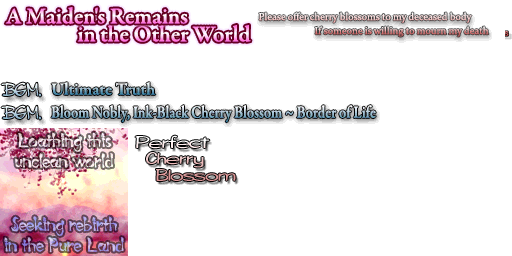 A Maiden's Remains
in the Other World
Please offer cherry blossoms to my deceased body
If someone is willing to mourn my death
BGM. Ultimate Truth
BGM. Bloom Nobly, Ink-Black Cherry Blossom ~ Border of Life
Loathing this
unclean world
Seeking rebirth
in the Pure Land
Perfect
Cherry
Blossom